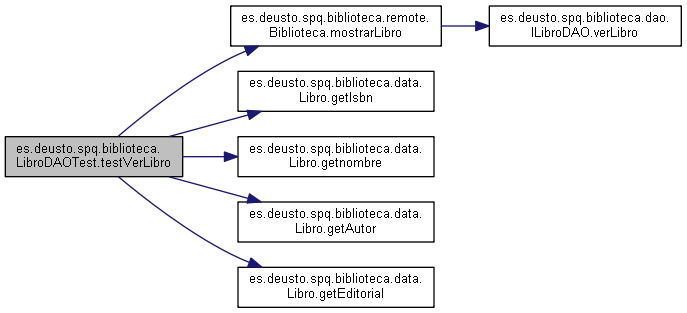 es.deusto.spq.biblioteca.remote.
Biblioteca.mostrarLibro
es.deusto.spq.biblioteca.dao.
ILibroDAO.verLibro
es.deusto.spq.biblioteca.data.
Libro.getIsbn
es.deusto.spq.biblioteca.
LibroDAOTest.testVerLibro
es.deusto.spq.biblioteca.data.
Libro.getnombre
es.deusto.spq.biblioteca.data.
Libro.getAutor
es.deusto.spq.biblioteca.data.
Libro.getEditorial